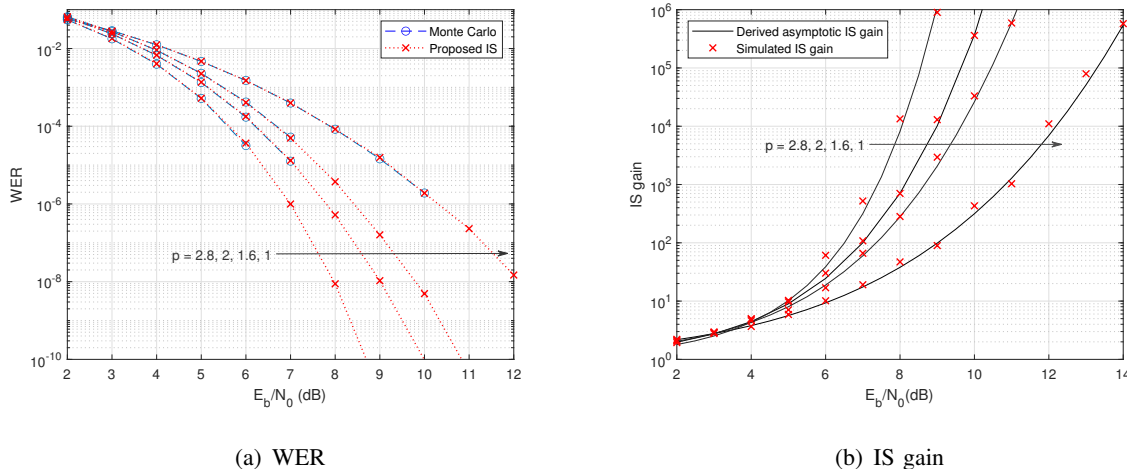 WER
10^-2
10^-4
10^-6
10^-8
10^-10
2 3 4 5 6 7 8 9 10 11 12
E_b/N_0 (dB)
Monte Carlo
Proposed IS
p = 2.8, 2, 1.6, 1
(a) WER
IS gain
10^6
10^5
10^4
10^3
10^2
10^1
10^0
2 4 6 8 10 12 14
E_b/N_0(dB)
Derived asymptotic IS gain
Simulated IS gain
p = 2.8, 2, 1.6, 1
(b) IS gain